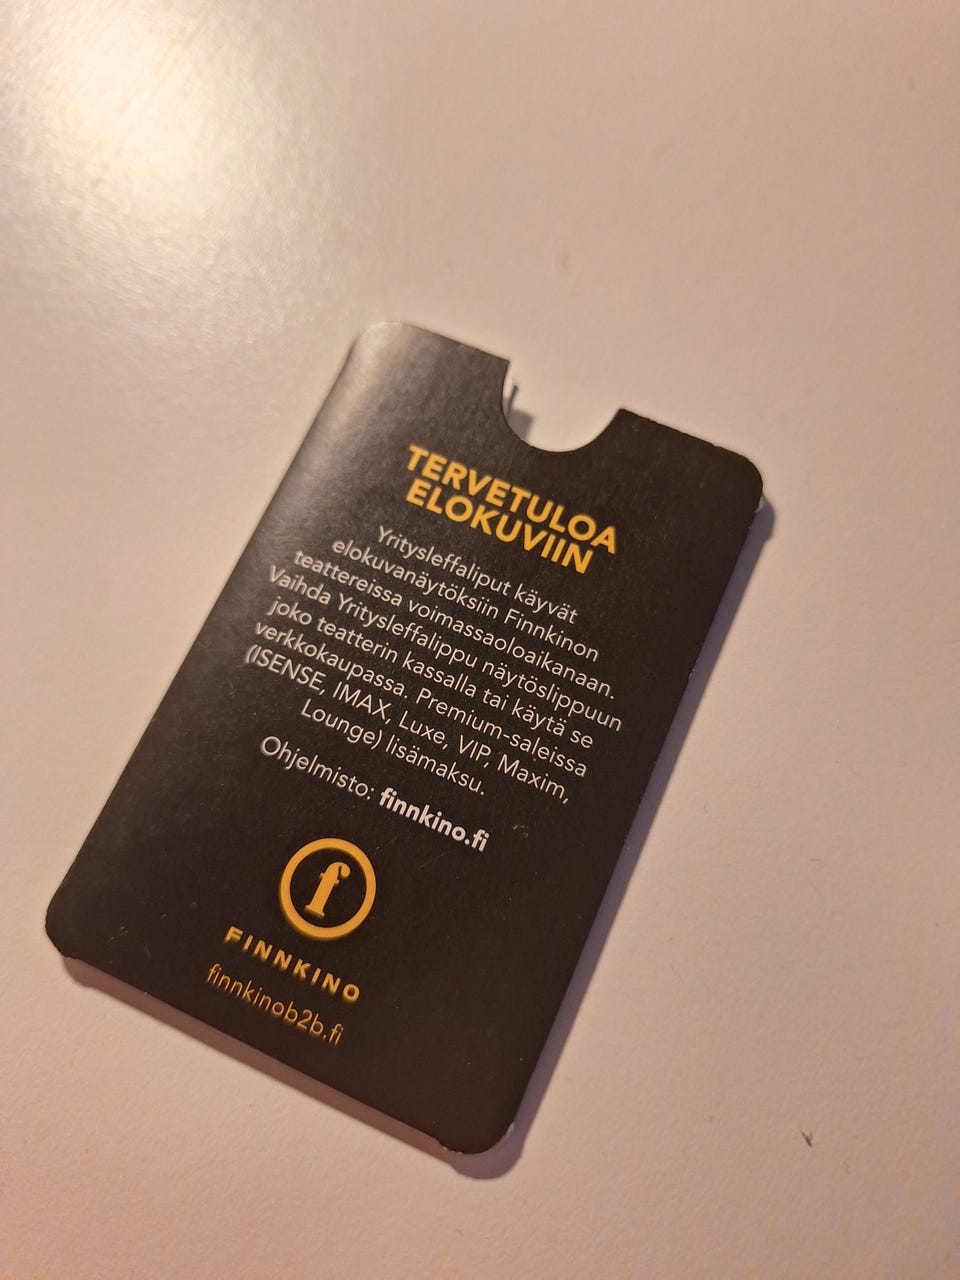 TERVETULOA
ELOKUVIIN
Yritysleffaliput käyvät
elokuvanäytöksiin Finnkinon
teattereissa voimassaoloaikanaan.
Vaihda Yritysleffalippu näytöslippuun
joko teatterin kassalla tai käytä se
verkkokaupassa. Premium-saleissa
(ISENSE, IMAX, Luxe, VIP, Maxim,
Lounge) lisämaksu.
Ohjelmisto: finnkino.fi
f
FINNKINO
finnkinob2b.fi